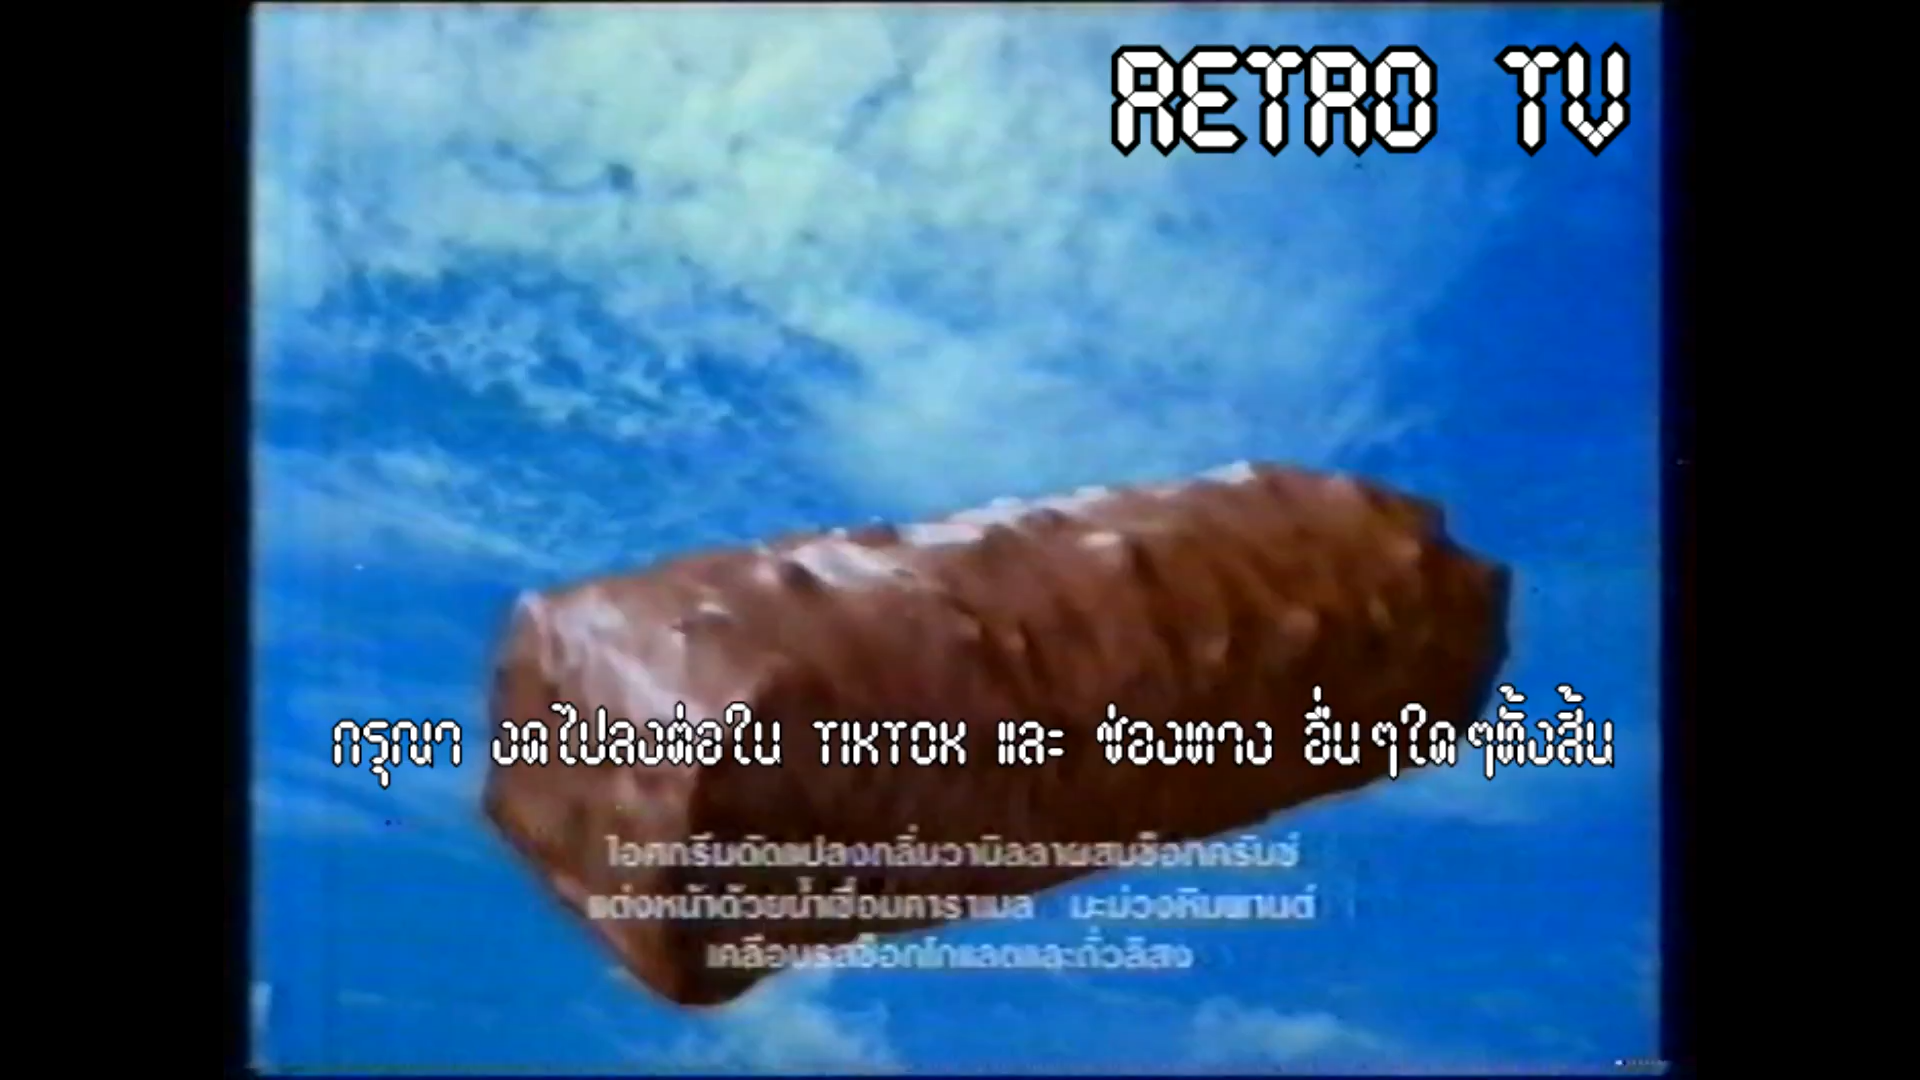 RETRO TV
กรุณา งดไปลงต่อใน TIKTOK และ ช่องทาง อื่นๆใดๆทั้งสิ้น
ไอศกรีมดัดแปลงกลิ่นวานิลลาผสมช็อกครันช์
แต่งหน้าด้วยน้ำเชื่อมคาราเมล มะม่วงหิมพานต์
เคลือบรสช็อกโกแลตและถั่วลิสง